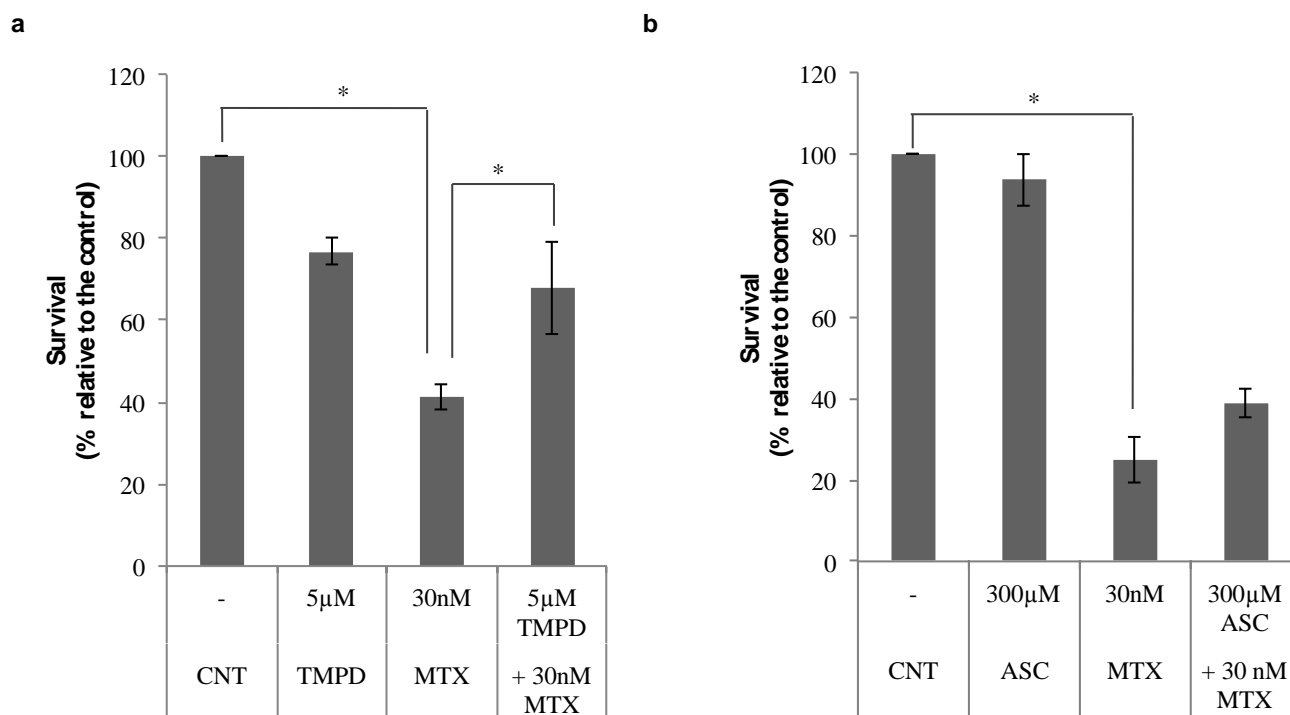 a
120
100
80
60
40
20
0
Survival
(% relative to the control)
*
*
- 5µM 30nM 5µM
TMPD
CNT TMPD MTX + 30nM
MTX
b
120
100
80
60
40
20
0
Survival
(% relative to the control)
*
- 300µM 30nM 300µM
ASC
CNT ASC MTX + 30 nM
MTX